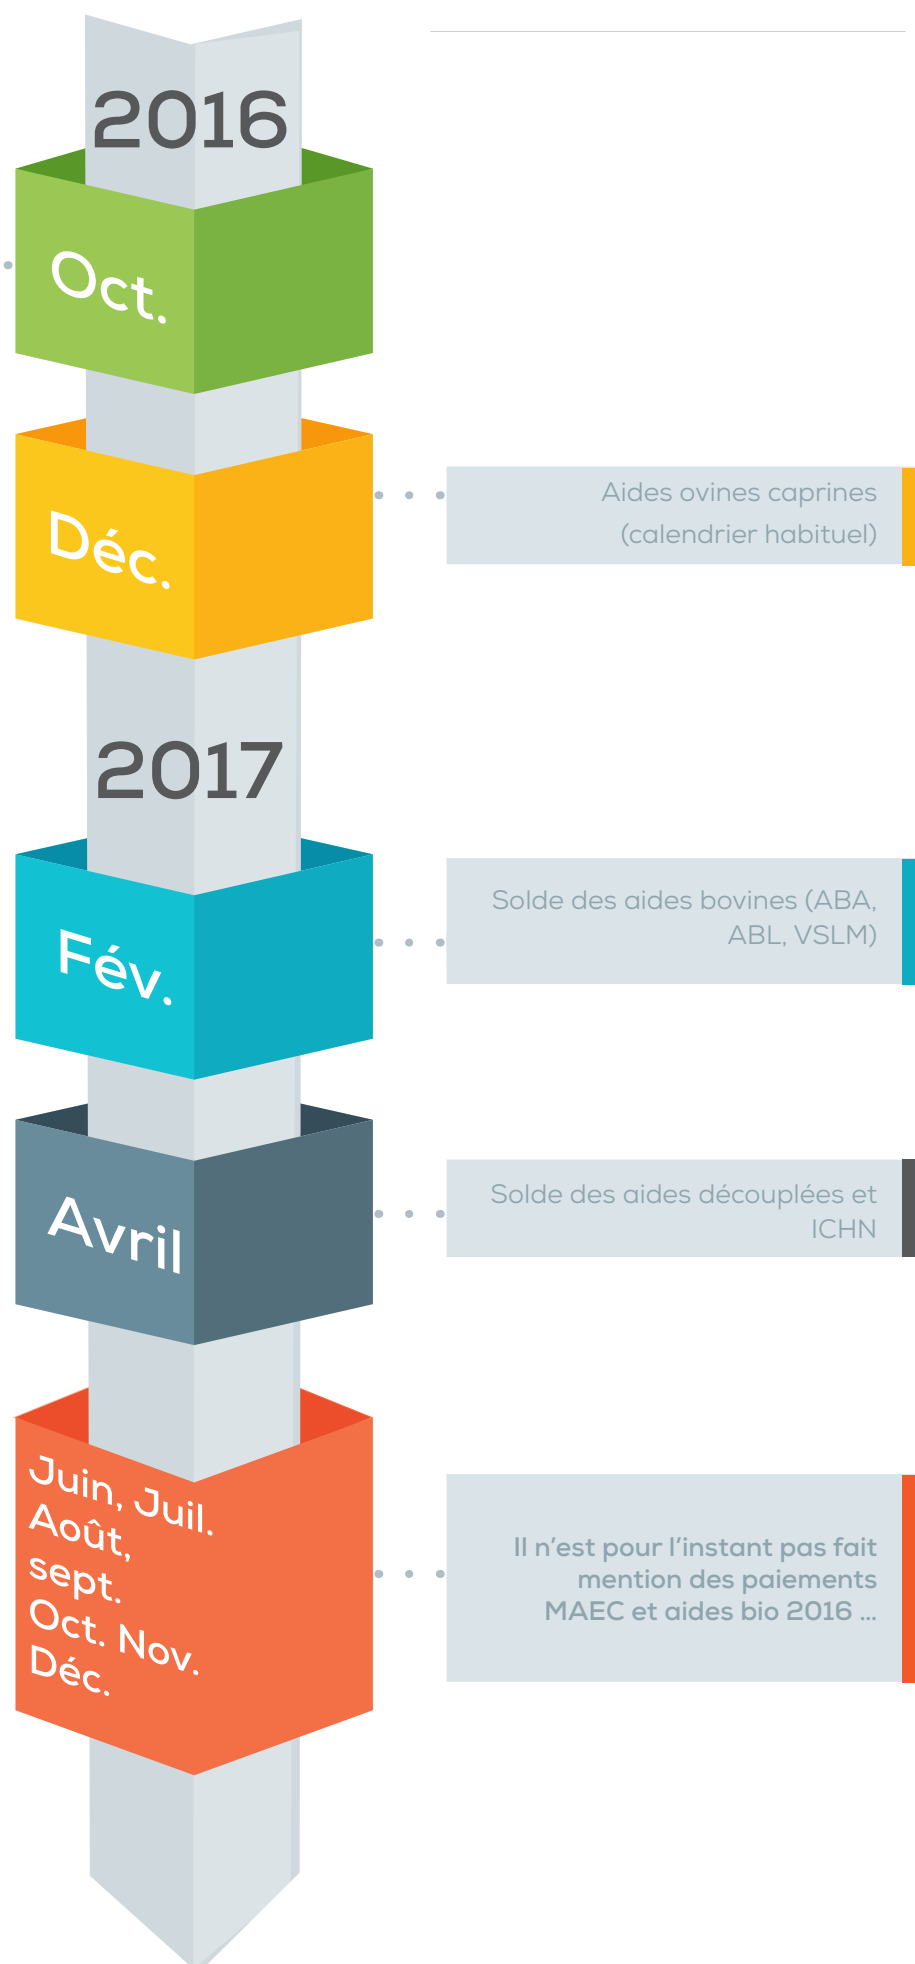 2016
Oct.
Déc.
Aides ovines caprines
(calendrier habituel)
2017
Fév.
Solde des aides bovines (ABA,
ABL, VSLM)
Avril
Solde des aides découplées et
ICHN
Juin, Juil.
Août,
sept.
Oct. Nov.
Déc.
Il n’est pour l’instant pas fait
mention des paiements
MAEC et aides bio 2016 ...